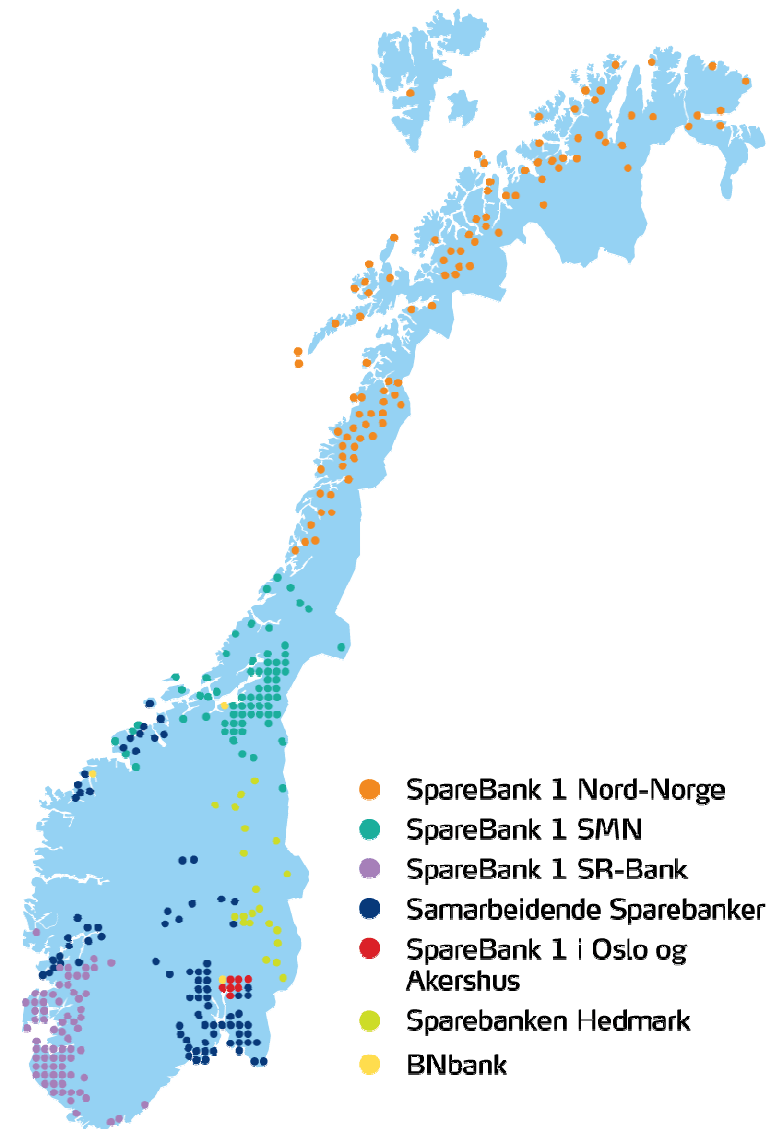 SpareBank 1 Nord-Norge
SpareBank 1 SMN
SpareBank 1 SR-Bank
Samarbeidende Sparebanker
SpareBank 1 i Oslo og
Akershus
Sparebanken Hedmark
BNbank